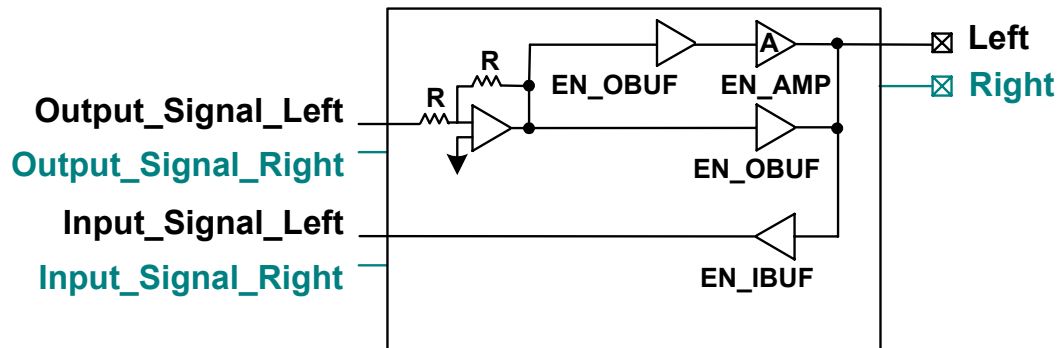 Left
R
A
EN_OBUF
EN_AMP
Right
R
Output_Signal_Left
Output_Signal_Right
EN_OBUF
Input_Signal_Left
Input_Signal_Right
EN_IBUF